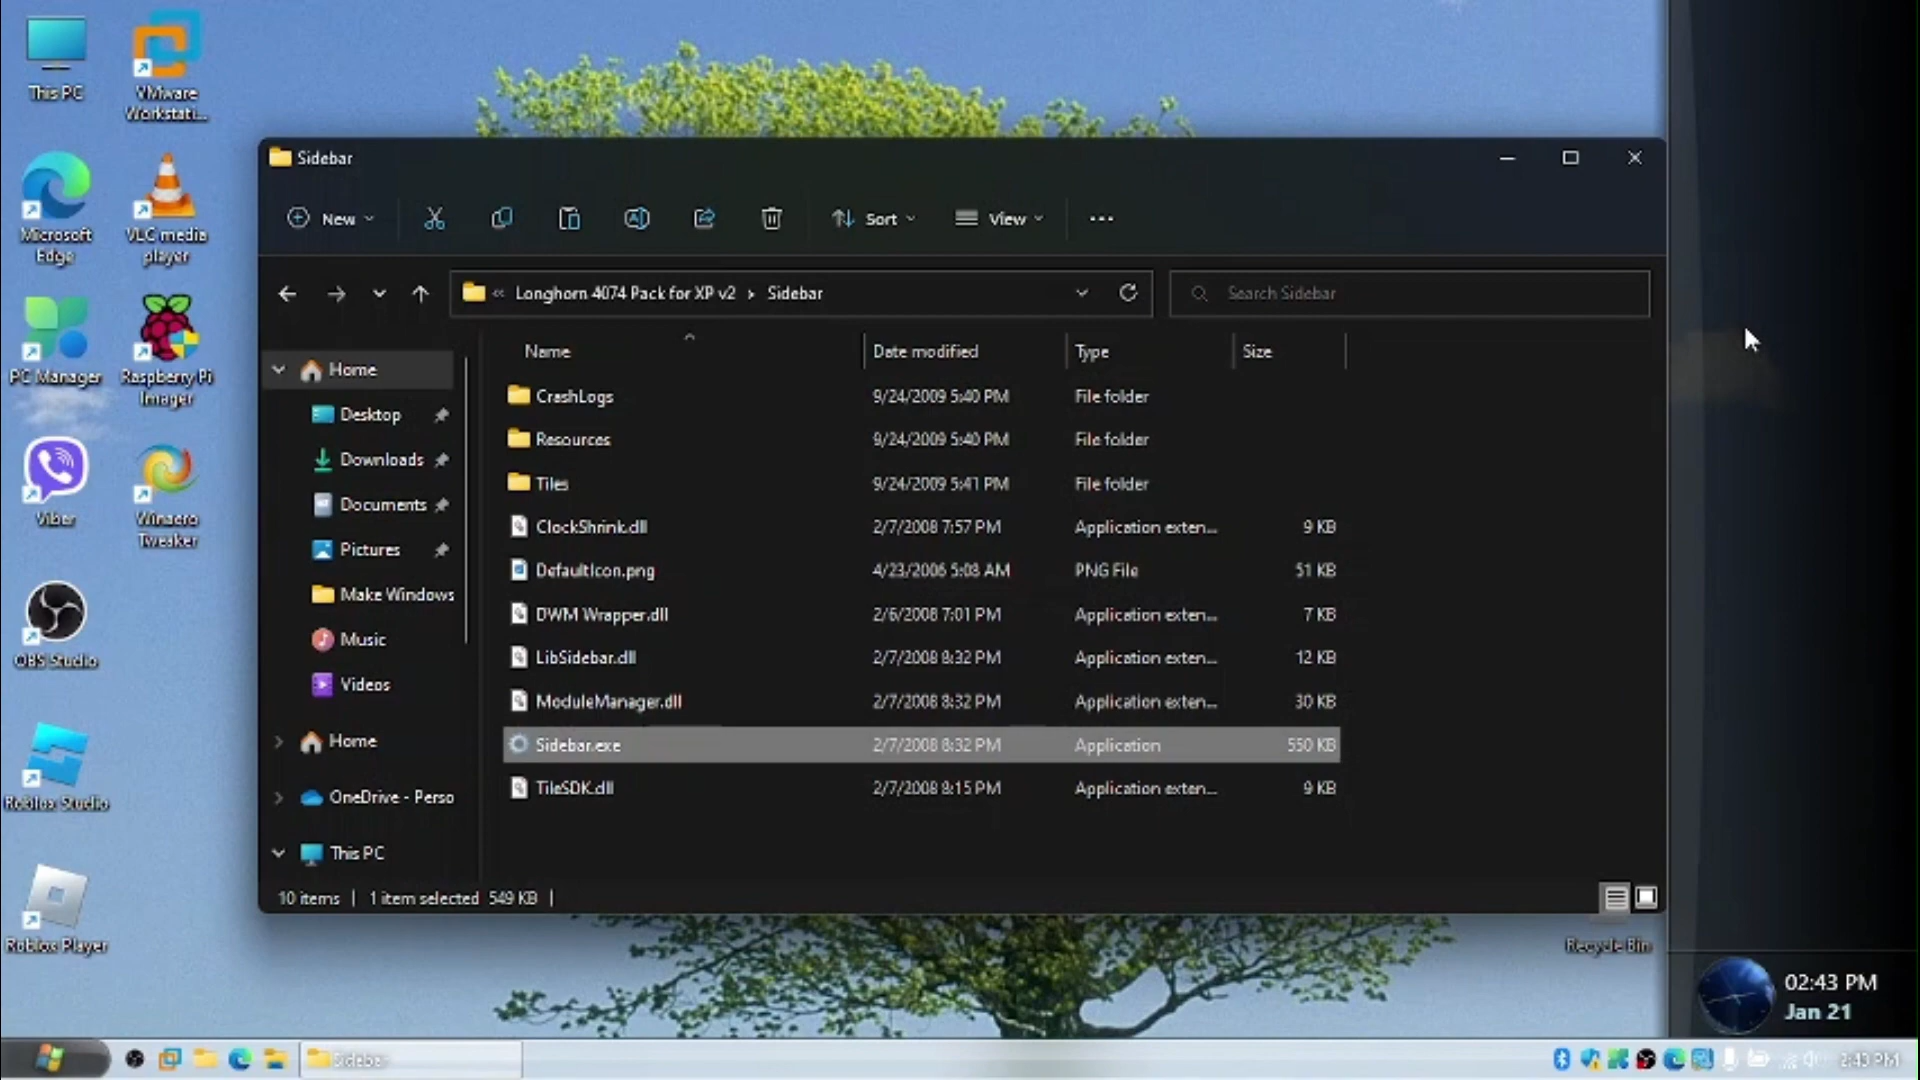 This PC
VMware
Workstati...
Microsoft
Edge
VLC media
player
PC Manager
Raspberry Pi
Imager
Viber
Winaero
Tweaker
OBS Studio
Roblox Studio
Roblox Player
Sidebar
New
Sort
View
Longhorn 4074 Pack for XP v2
Sidebar
Search Sidebar
Name
Date modified
Type
Size
Home
Desktop
Downloads
Documents
Pictures
Make Windows
Music
Videos
Home
OneDrive - Perso
This PC
CrashLogs 9/24/2009 5:40 PM File folder
Resources 9/24/2009 5:40 PM File folder
Tiles 9/24/2009 5:41 PM File folder
ClockShrink.dll 2/7/2008 7:57 PM Application exten... 9 KB
DefaultIcon.png 4/23/2006 5:08 AM PNG File 51 KB
DWM Wrapper.dll 2/6/2008 7:01 PM Application exten... 7 KB
LibSidebar.dll 2/7/2008 8:32 PM Application exten... 12 KB
ModuleManager.dll 2/7/2008 8:32 PM Application exten... 30 KB
Sidebar.exe 2/7/2008 8:32 PM Application 550 KB
TileSDK.dll 2/7/2008 8:15 PM Application exten... 9 KB
10 items | 1 item selected 549 KB |
Recycle Bin
02:43 PM
Jan 21
Sidebar
2:43 PM